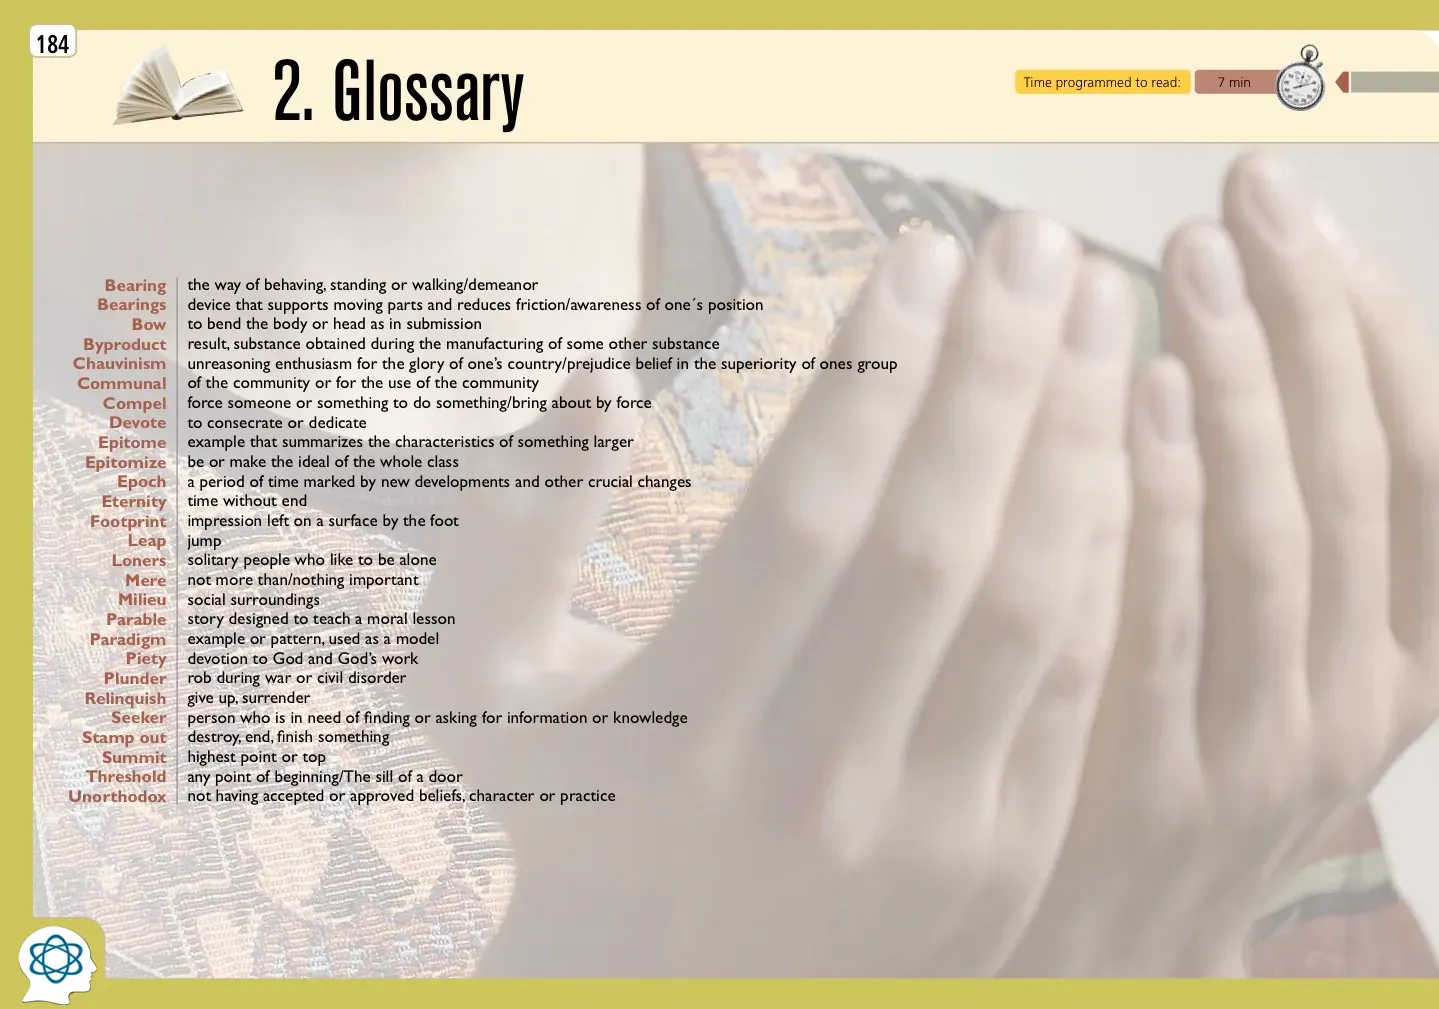 184
2. Glossary
Time programmed to read: 7 min
Bearing the way of behaving, standing or walking/demeanor
Bearings device that supports moving parts and reduces friction/awareness of one´s position
Bow to bend the body or head as in submission
Byproduct result, substance obtained during the manufacturing of some other substance
Chauvinism unreasoning enthusiasm for the glory of one’s country/prejudice belief in the superiority of ones group
Communal of the community or for the use of the community
Compel force someone or something to do something/bring about by force
Devote to consecrate or dedicate
Epitome example that summarizes the characteristics of something larger
Epitomize be or make the ideal of the whole class
Epoch a period of time marked by new developments and other crucial changes
Eternity time without end
Footprint impression left on a surface by the foot
Leap jump
Loners solitary people who like to be alone
Mere not more than/nothing important
Milieu social surroundings
Parable story designed to teach a moral lesson
Paradigm example or pattern, used as a model
Piety devotion to God and God’s work
Plunder rob during war or civil disorder
Relinquish give up, surrender
Seeker person who is in need of finding or asking for information or knowledge
Stamp out destroy, end, finish something
Summit highest point or top
Threshold any point of beginning/The sill of a door
Unorthodox not having accepted or approved beliefs, character or practice